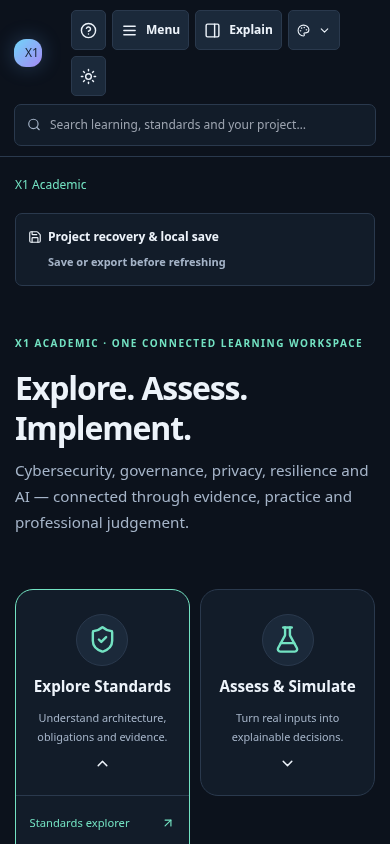 X1
Menu
Explain
Search learning, standards and your project...
X1 Academic
Project recovery & local save
Save or export before refreshing
X1 ACADEMIC · ONE CONNECTED LEARNING WORKSPACE
Explore. Assess.
Implement.
Cybersecurity, governance, privacy, resilience and
AI — connected through evidence, practice and
professional judgement.
Explore Standards
Understand architecture,
obligations and evidence.
Standards explorer
Assess & Simulate
Turn real inputs into
explainable decisions.